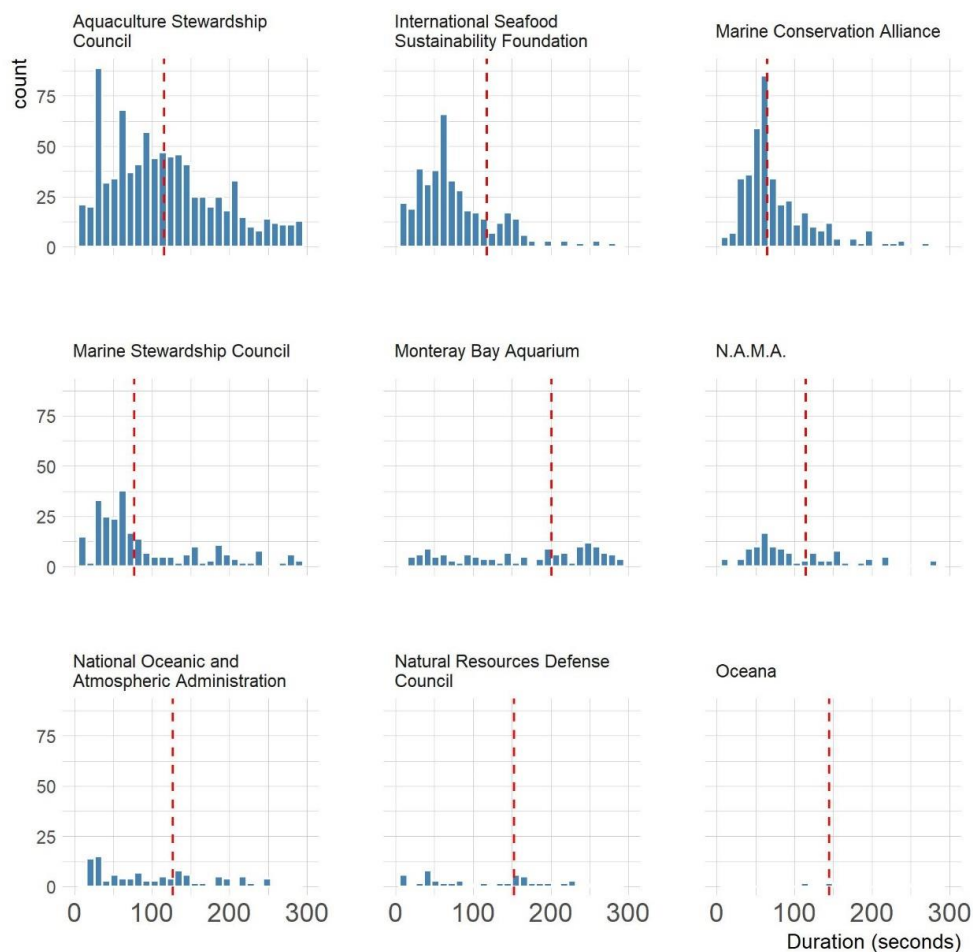 Aquaculture Stewardship
Council
International Seafood
Sustainability Foundation
Marine Conservation Alliance
count
75
50
25
0
Marine Stewardship Council
Monteray Bay Aquarium
N.A.M.A.
75
50
25
0
National Oceanic and
Atmospheric Administration
Natural Resources Defense
Council
Oceana
75
50
25
0
0 100 200 300
0 100 200 300
0 100 200 300
Duration (seconds)